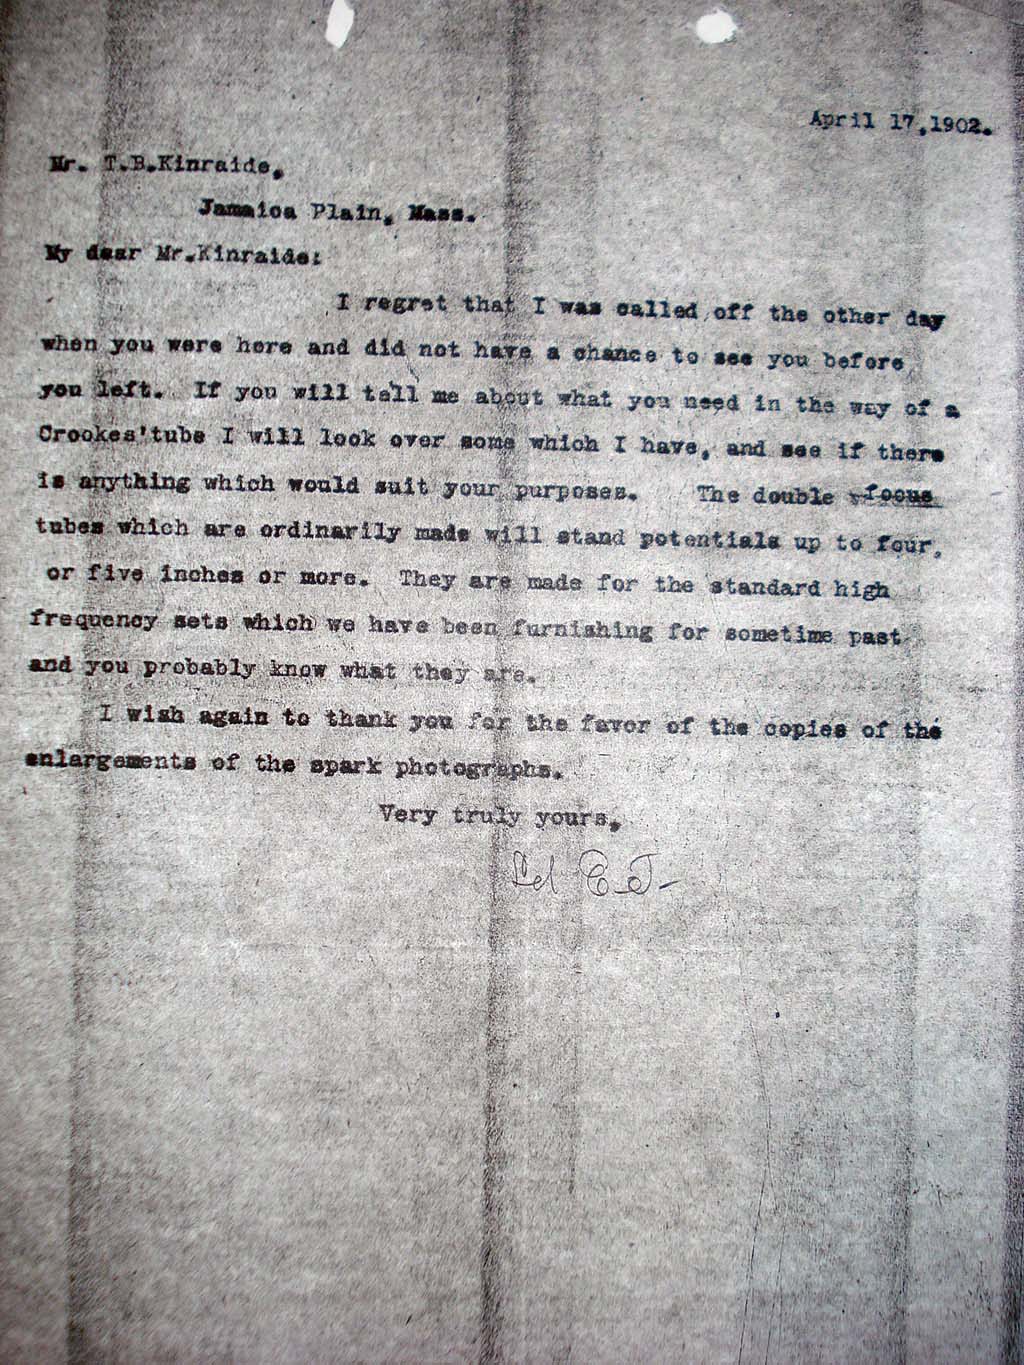 April 17,1902.
Mr. T.B.Kinraide,
Jamaica Plain, Mass.
My dear Mr.Kinraide:
I regret that I was called off the other day
when you were here and did not have a chance to see you before
you left. If you will tell me about what you need in the way of a
Crookes'tube I will look over some which I have, and see if there
is anything which would suit your purposes. The double focus
tubes which are ordinarily made will stand potentials up to four,
or five inches or more. They are made for the standard high
frequency sets which we have been furnishing for sometime past
and you probably know what they are.
I wish again to thank you for the favor of the copies of the
enlargements of the spark photographs.
Very truly yours,